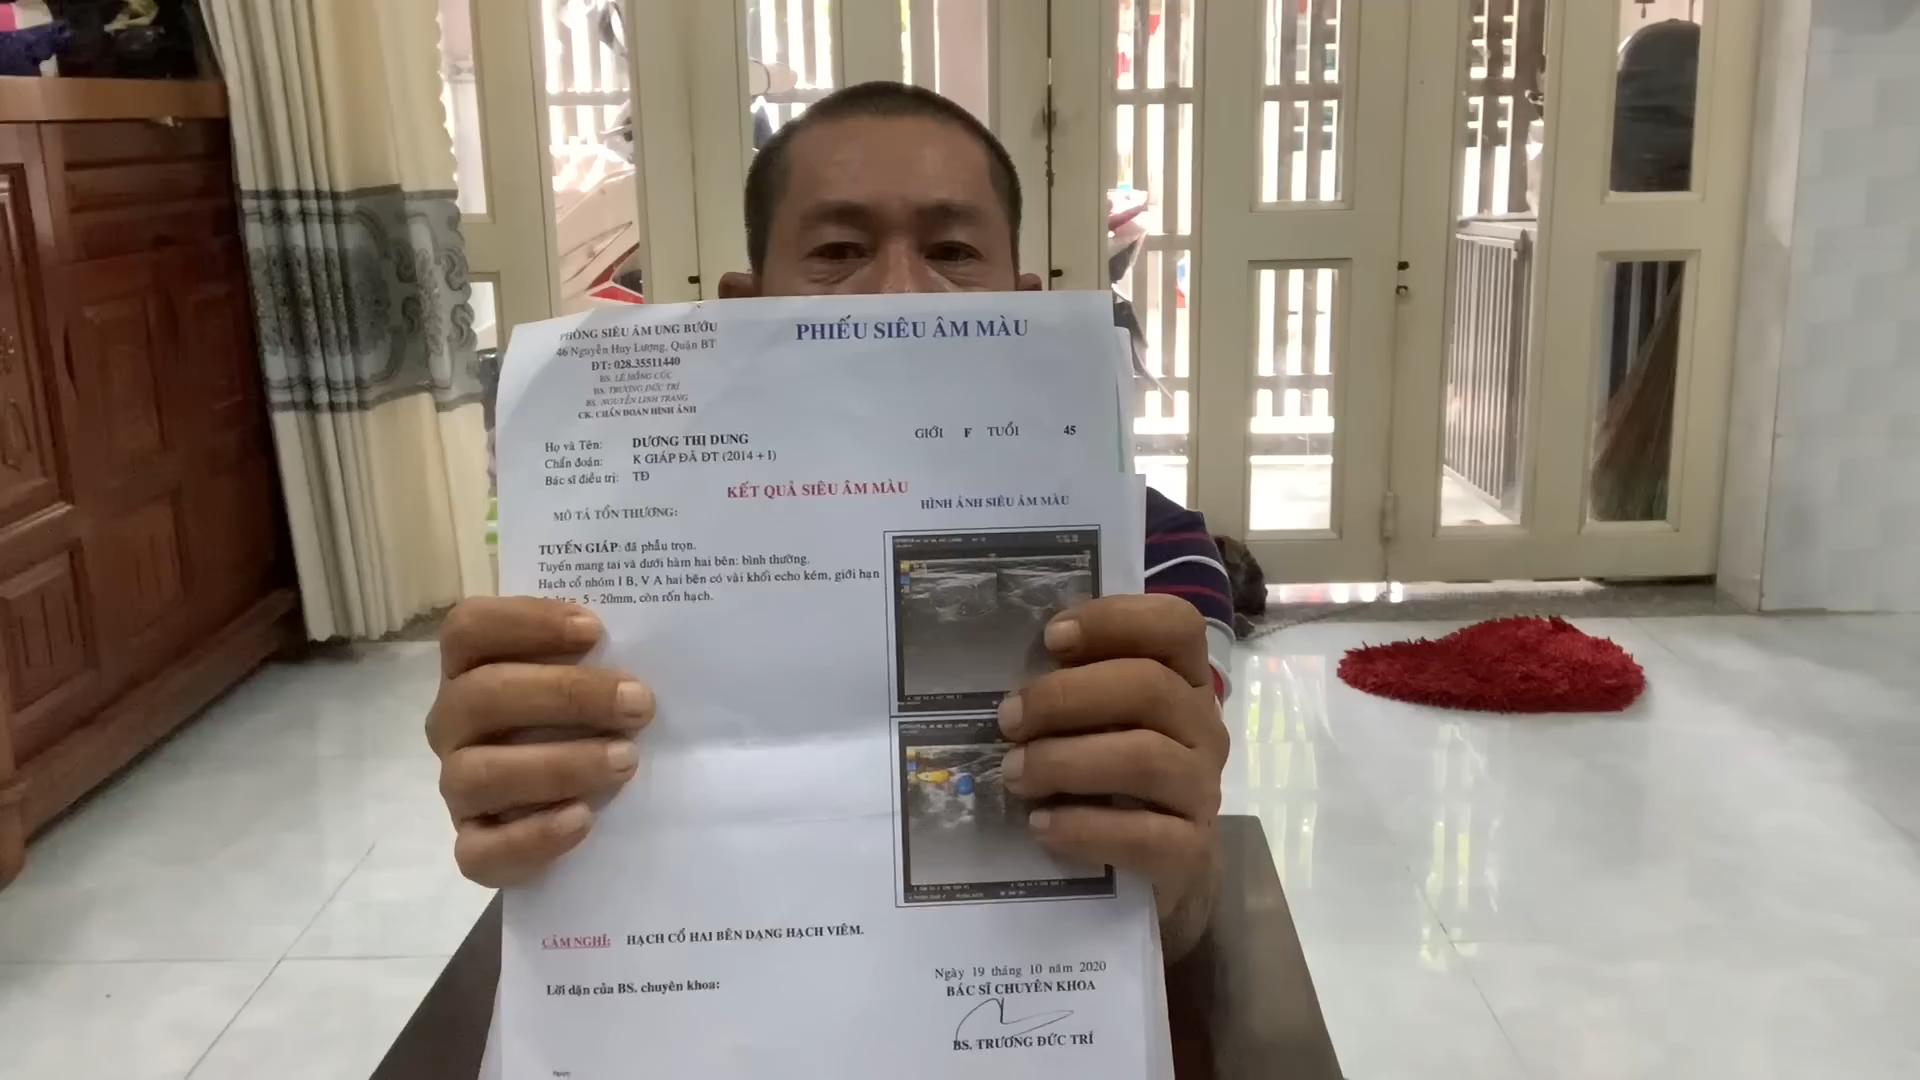 PHÒNG SIÊU ÂM UNG BƯỚU
46 Nguyễn Huy Lượng, Quận BT
ĐT: 028.35511440
BS. LÊ HỒNG CÚC
BS. TRƯƠNG ĐỨC TRÍ
BS. NGUYỄN LINH TRANG
CK. CHẨN ĐOÁN HÌNH ẢNH
PHIẾU SIÊU ÂM MÀU
Họ và Tên: DƯƠNG THỊ DUNG GIỚI F TUỔI 45
Chẩn đoán: K GIÁP ĐÃ ĐT (2014 + I)
Bác sĩ điều trị: TĐ
KẾT QUẢ SIÊU ÂM MÀU
MÔ TẢ TỔN THƯƠNG:
HÌNH ẢNH SIÊU ÂM MÀU
TUYẾN GIÁP: đã phẫu trọn.
Tuyến mang tai và dưới hàm hai bên: bình thường.
Hạch cổ nhóm I B, V A hai bên có vài khối echo kém, giới hạn
= 5 - 20mm, còn rốn hạch.
CẢM NGHĨ: HẠCH CỔ HAI BÊN DẠNG HẠCH VIÊM.
Lời dặn của BS. chuyên khoa:
Ngày 19 tháng 10 năm 2020
BÁC SĨ CHUYÊN KHOA
BS. TRƯƠNG ĐỨC TRÍ